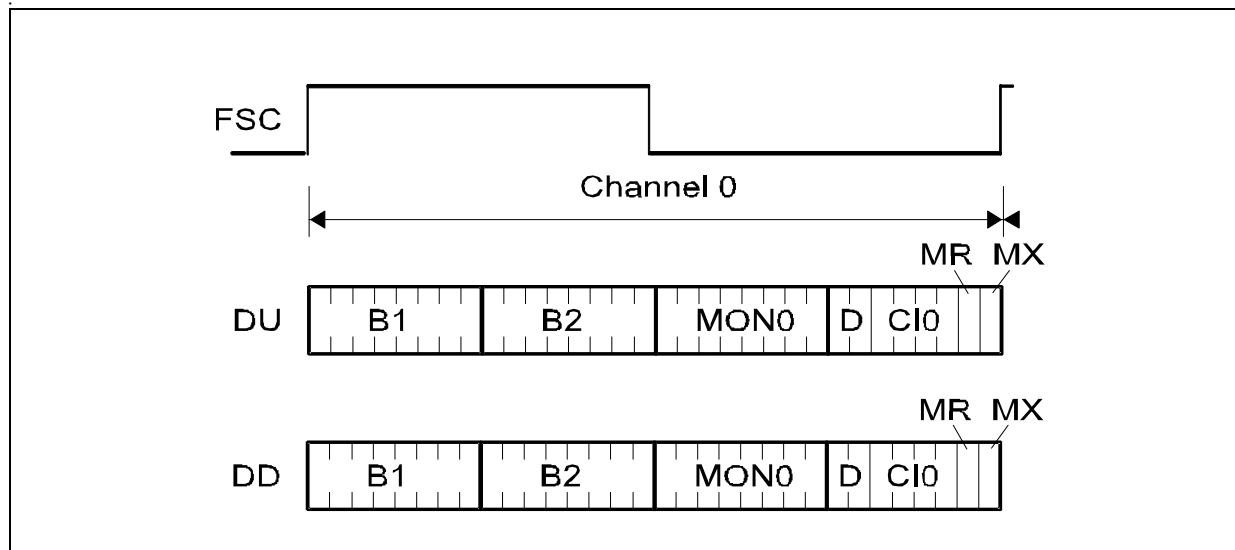 FSC
Channel 0
MR MX
DU B1 B2 MON0 D CI0
MR MX
DD B1 B2 MON0 D CI0